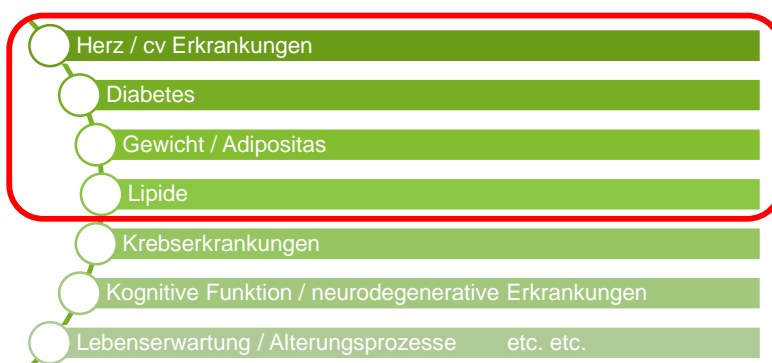 Herz / cv Erkrankungen
Diabetes
Gewicht / Adipositas
Lipide
Krebserkrankungen
Kognitive Funktion / neurodegenerative Erkrankungen
Lebenserwartung / Alterungsprozesse etc. etc.